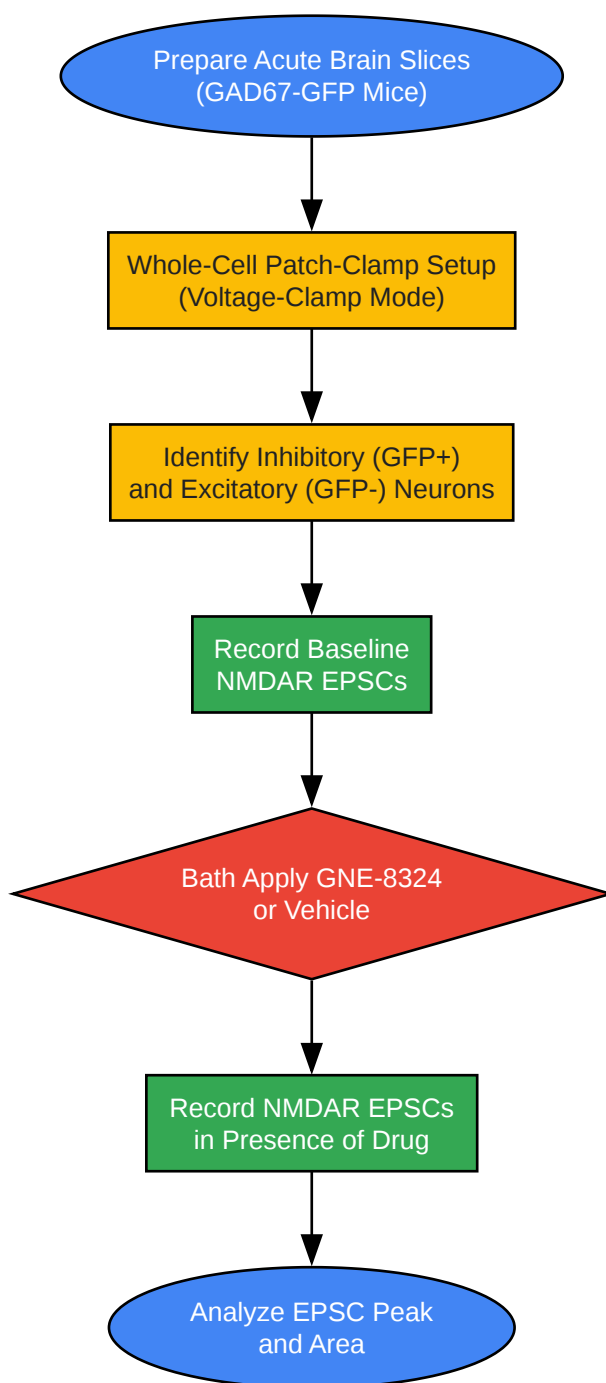 Prepare Acute Brain Slices
(GAD67-GFP Mice)
Whole-Cell Patch-Clamp Setup
(Voltage-Clamp Mode)
Identify Inhibitory (GFP+)
and Excitatory (GFP-) Neurons
Record Baseline
NMDAR EPSCs
Bath Apply GNE-8324
or Vehicle
Record NMDAR EPSCs
in Presence of Drug
Analyze EPSC Peak
and Area